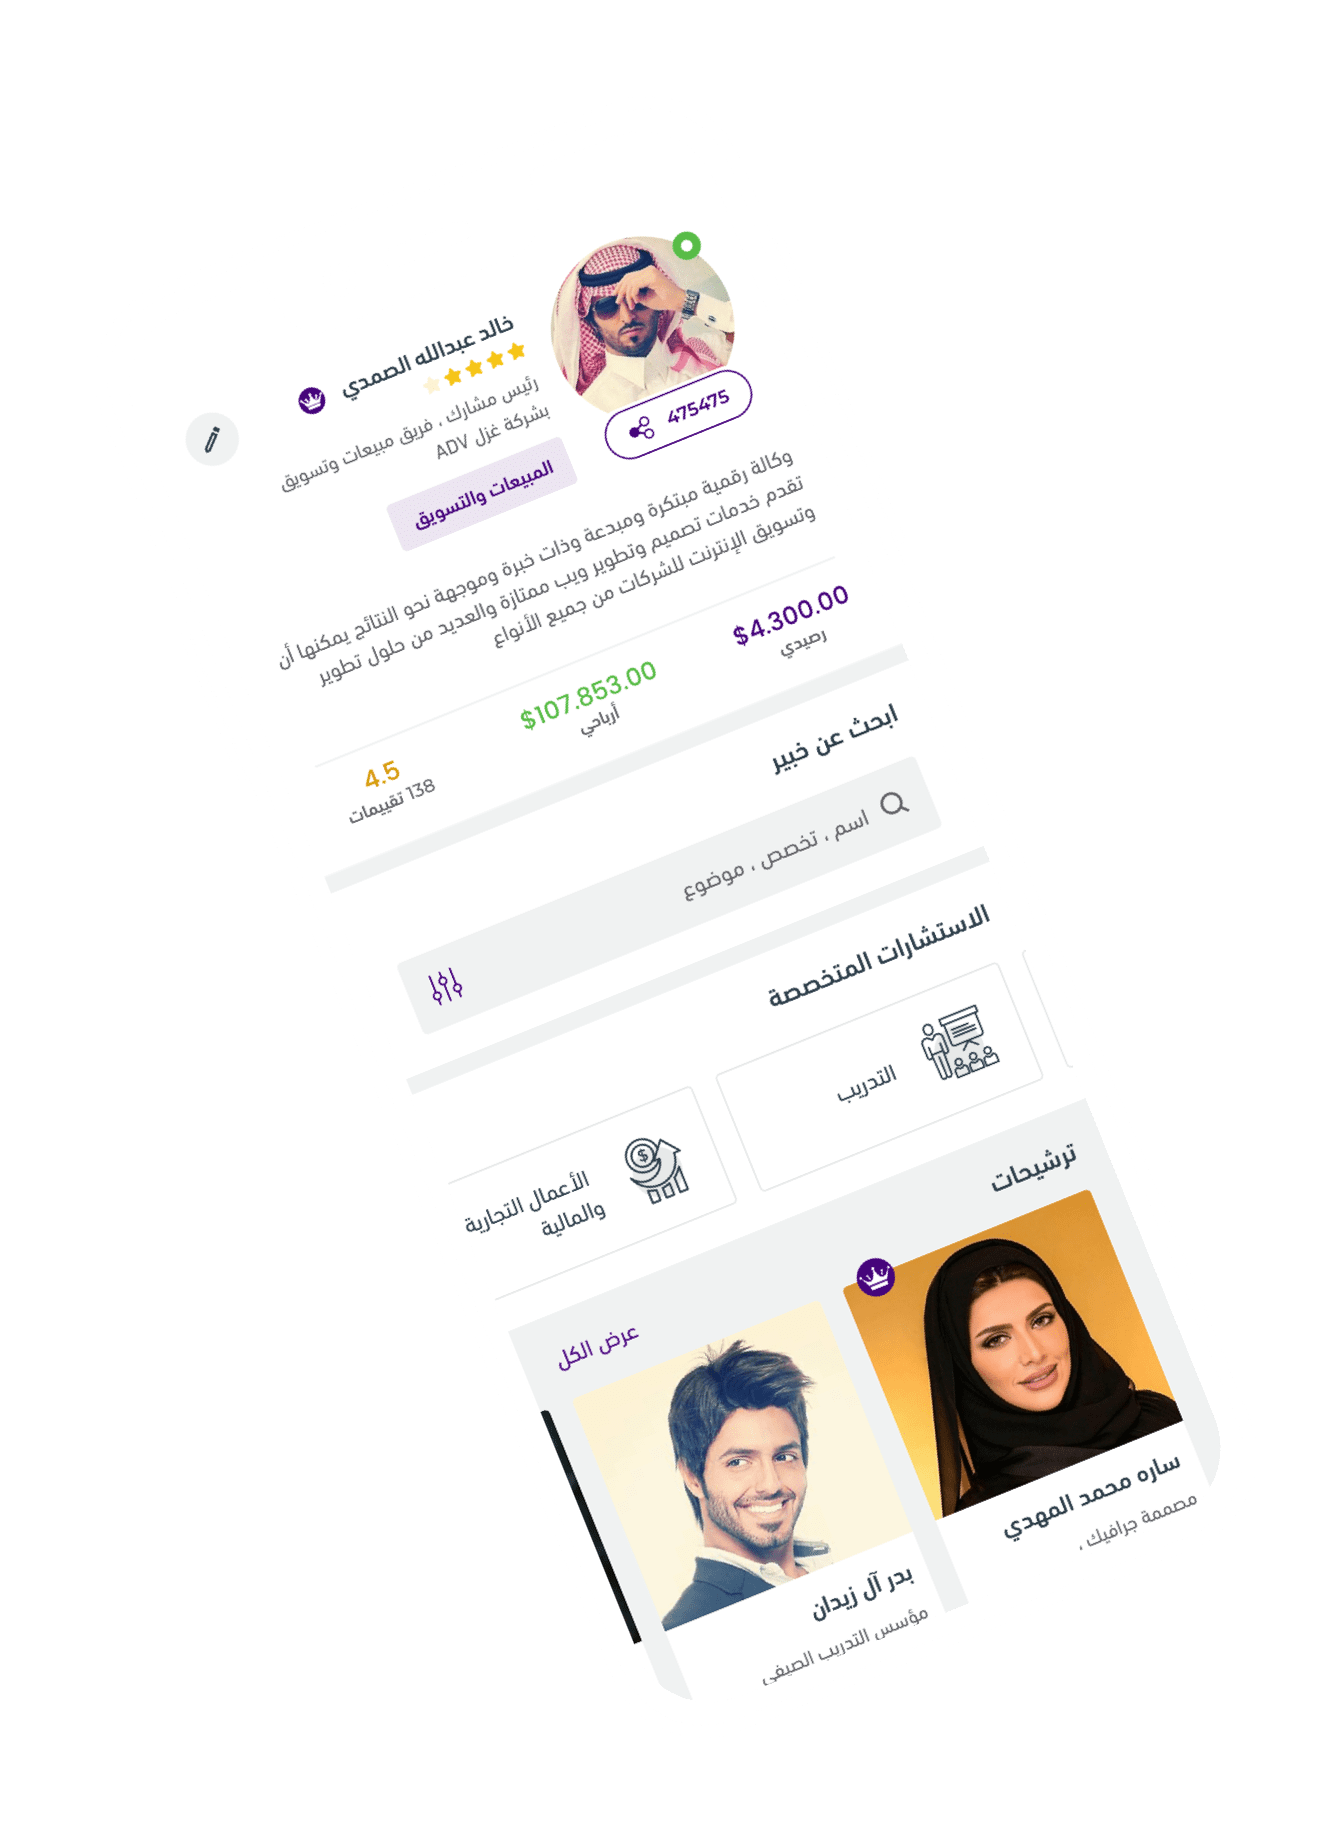 خالد عبدالله الصمدي
رئيس مشارك ، فريق مبيعات وتسويق
بشركة غزل ADV
475475
المبيعات والتسويق
وكالة رقمية مبتكرة ومبدعة وذات خبرة وموجهة نحو النتائج يمكنها أن
تقدم خدمات تصميم وتطوير ويب ممتازة والعديد من حلول تطوير
وتسويق الإنترنت للشركات من جميع الأنواع
$4.300.00
رصيدي
$107.853.00
أرباحي
4.5
138 تقييمات
ابحث عن خبير
اسم ، تخصص ، موضوع
الاستشارات المتخصصة
التدريب
الأعمال التجارية
والمالية
ترشيحات
عرض الكل
ساره محمد المهدي
مصممة جرافيك ،
بدر آل زيدان
مؤسس التدريب الصيفي